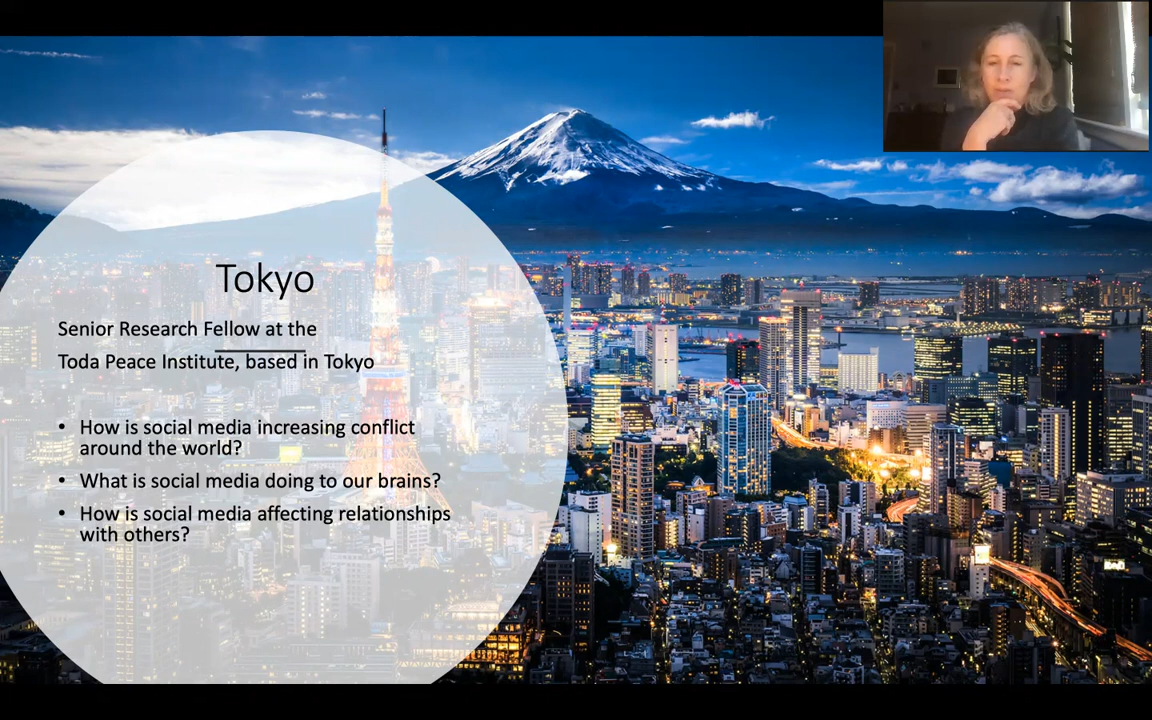 Tokyo
Senior Research Fellow at the
Toda Peace Institute, based in Tokyo
• How is social media increasing conflict
around the world?
• What is social media doing to our brains?
• How is social media affecting relationships
with others?